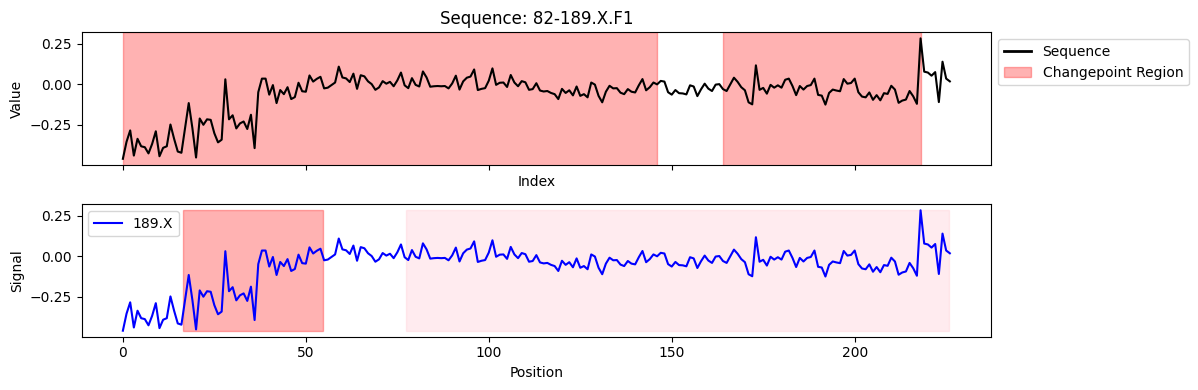 Sequence: 82-189.X.F1
0.25
0.00
−0.25
Value
Index
Sequence
Changepoint Region
189.X
0.25
0.00
−0.25
Signal
0 50 100 150 200
Position